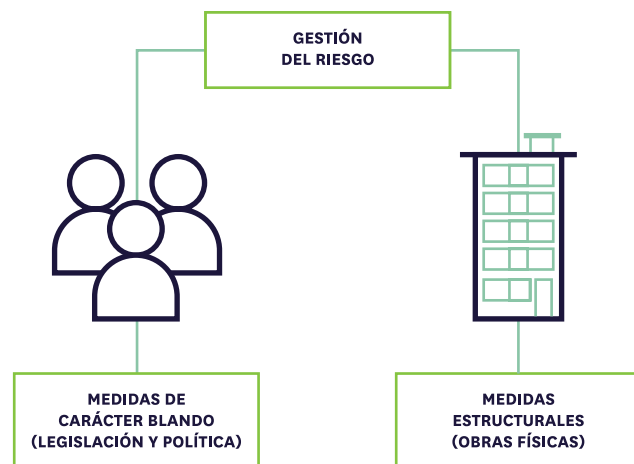 GESTIÓN
DEL RIESGO
MEDIDAS DE
CARÁCTER BLANDO
(LEGISLACIÓN Y POLÍTICA)
MEDIDAS
ESTRUCTURALES
(OBRAS FÍSICAS)